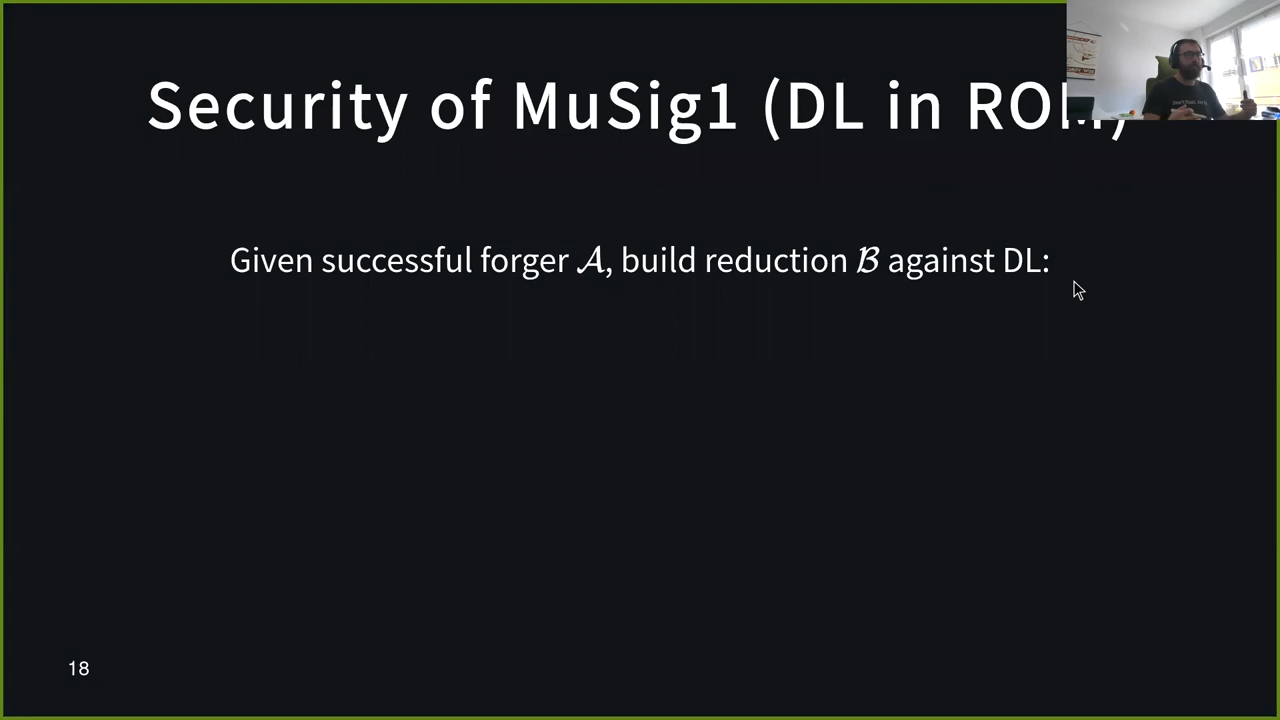 Security of MuSig1 (DL in ROM)
Given successful forger 𝒜, build reduction ℬ against DL:
18